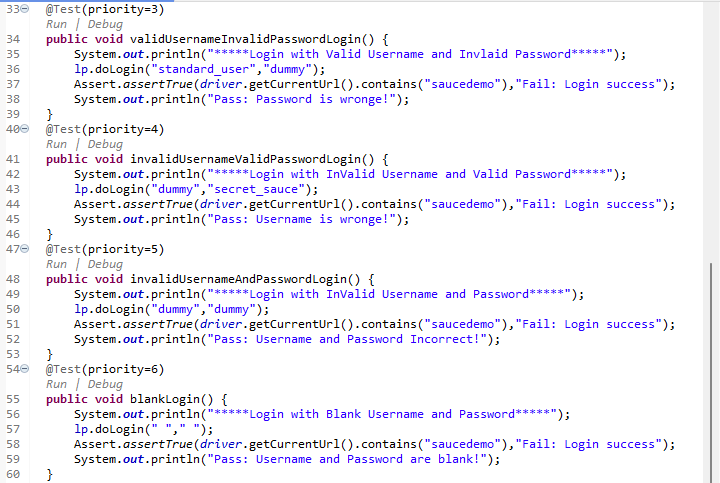 33 @Test(priority=3)
Run | Debug
34 public void validUsernameInvalidPasswordLogin() {
35 System.out.println("*****Login with Valid Username and Invlaid Password*****");
36 lp.doLogin("standard_user","dummy");
37 Assert.assertTrue(driver.getCurrentUrl().contains("saucedemo"),"Fail: Login success");
38 System.out.println("Pass: Password is wronge!");
39 }
40 @Test(priority=4)
Run | Debug
41 public void invalidUsernameValidPasswordLogin() {
42 System.out.println("*****Login with InValid Username and Valid Password*****");
43 lp.doLogin("dummy","secret_sauce");
44 Assert.assertTrue(driver.getCurrentUrl().contains("saucedemo"),"Fail: Login success");
45 System.out.println("Pass: Username is wronge!");
46 }
47 @Test(priority=5)
Run | Debug
48 public void invalidUsernameAndPasswordLogin() {
49 System.out.println("*****Login with InValid Username and Password*****");
50 lp.doLogin("dummy","dummy");
51 Assert.assertTrue(driver.getCurrentUrl().contains("saucedemo"),"Fail: Login success");
52 System.out.println("Pass: Username and Password Incorrect!");
53 }
54 @Test(priority=6)
Run | Debug
55 public void blankLogin() {
56 System.out.println("*****Login with Blank Username and Password*****");
57 lp.doLogin(" "," ");
58 Assert.assertTrue(driver.getCurrentUrl().contains("saucedemo"),"Fail: Login success");
59 System.out.println("Pass: Username and Password are blank!");
60 }